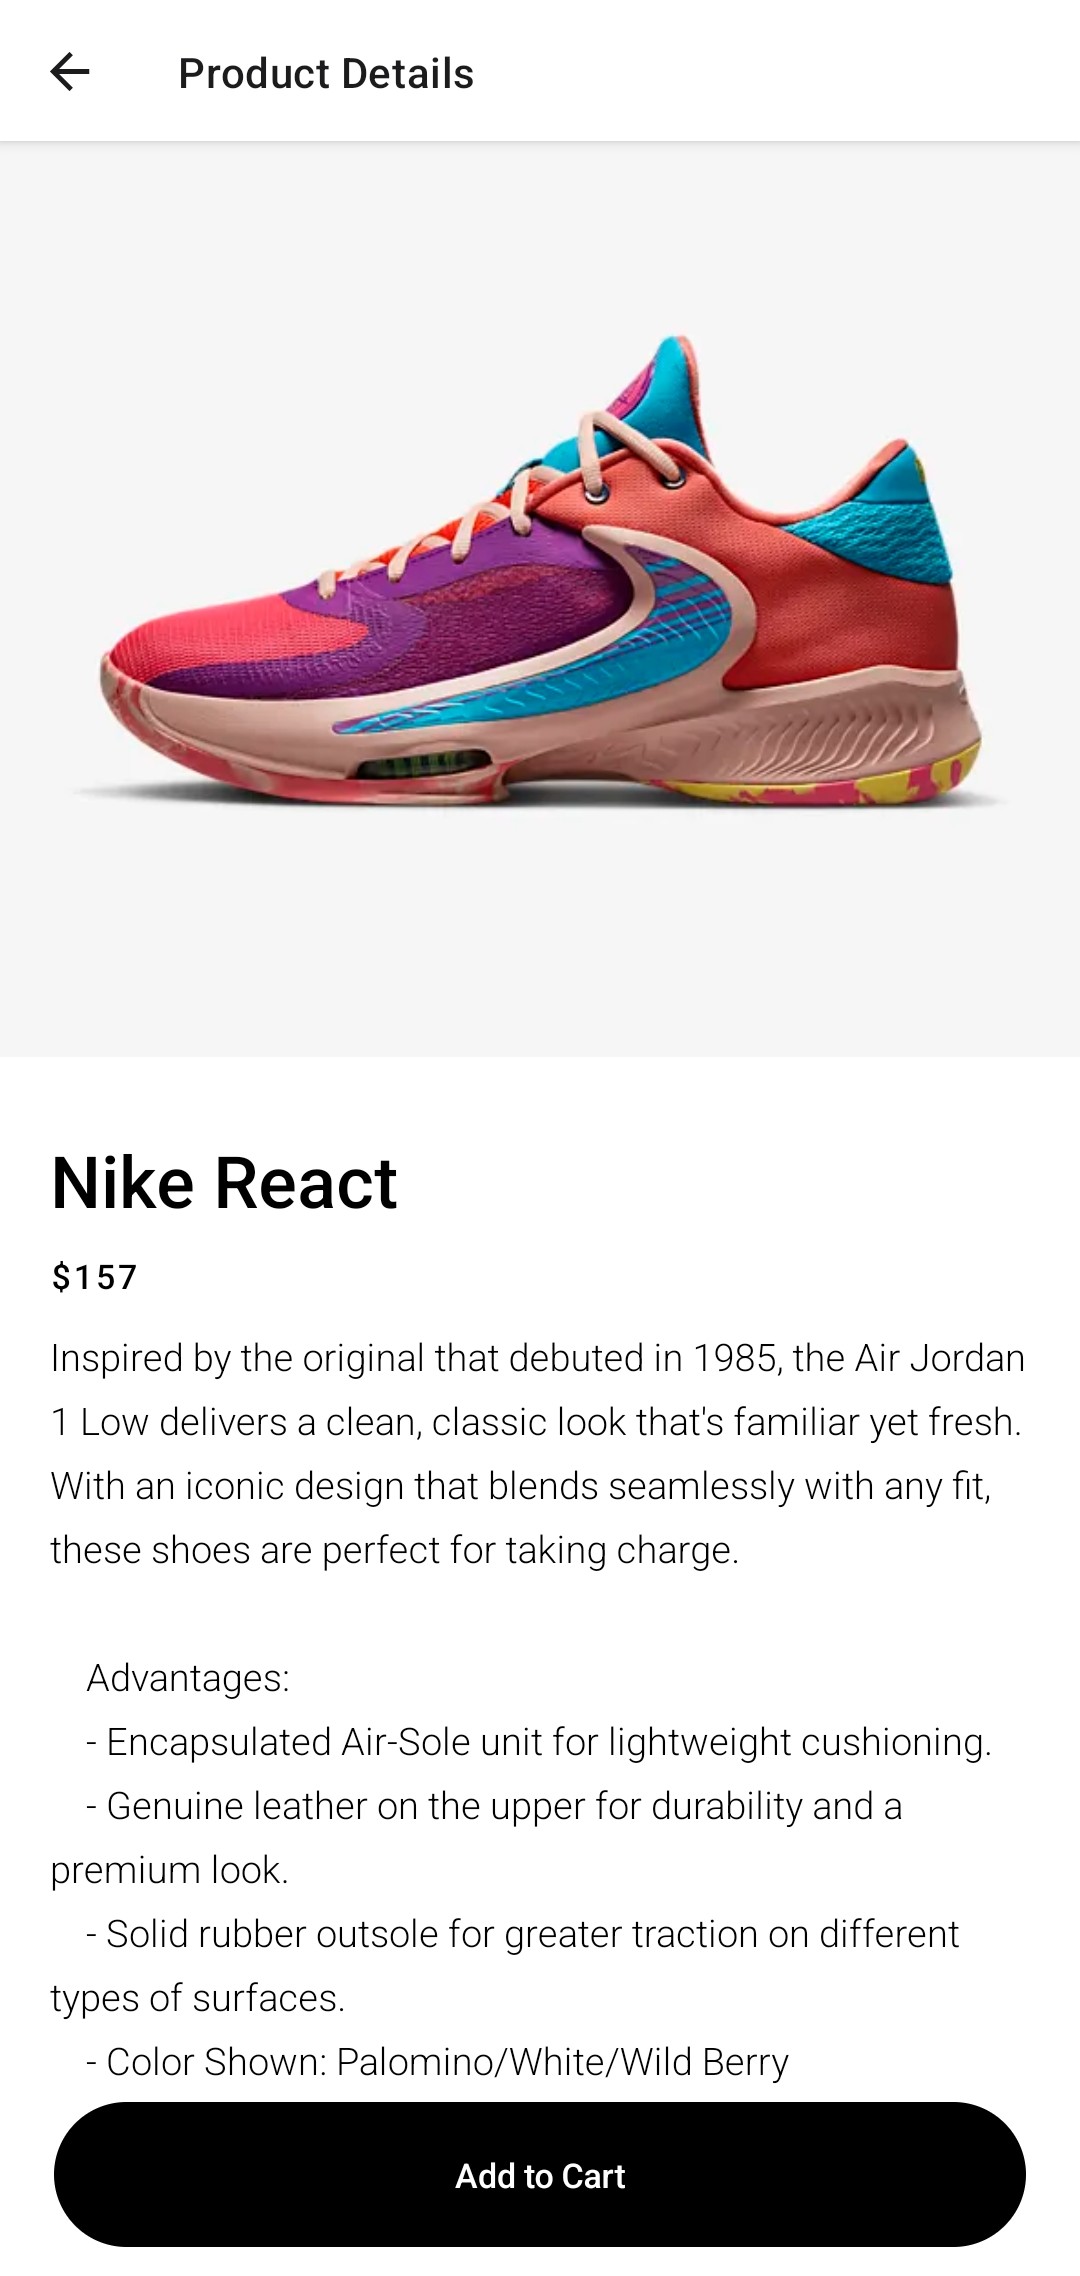 Product Details
Nike React
$157
Inspired by the original that debuted in 1985, the Air Jordan
1 Low delivers a clean, classic look that's familiar yet fresh.
With an iconic design that blends seamlessly with any fit,
these shoes are perfect for taking charge.
Advantages:
- Encapsulated Air-Sole unit for lightweight cushioning.
- Genuine leather on the upper for durability and a
premium look.
- Solid rubber outsole for greater traction on different
types of surfaces.
- Color Shown: Palomino/White/Wild Berry
Add to Cart